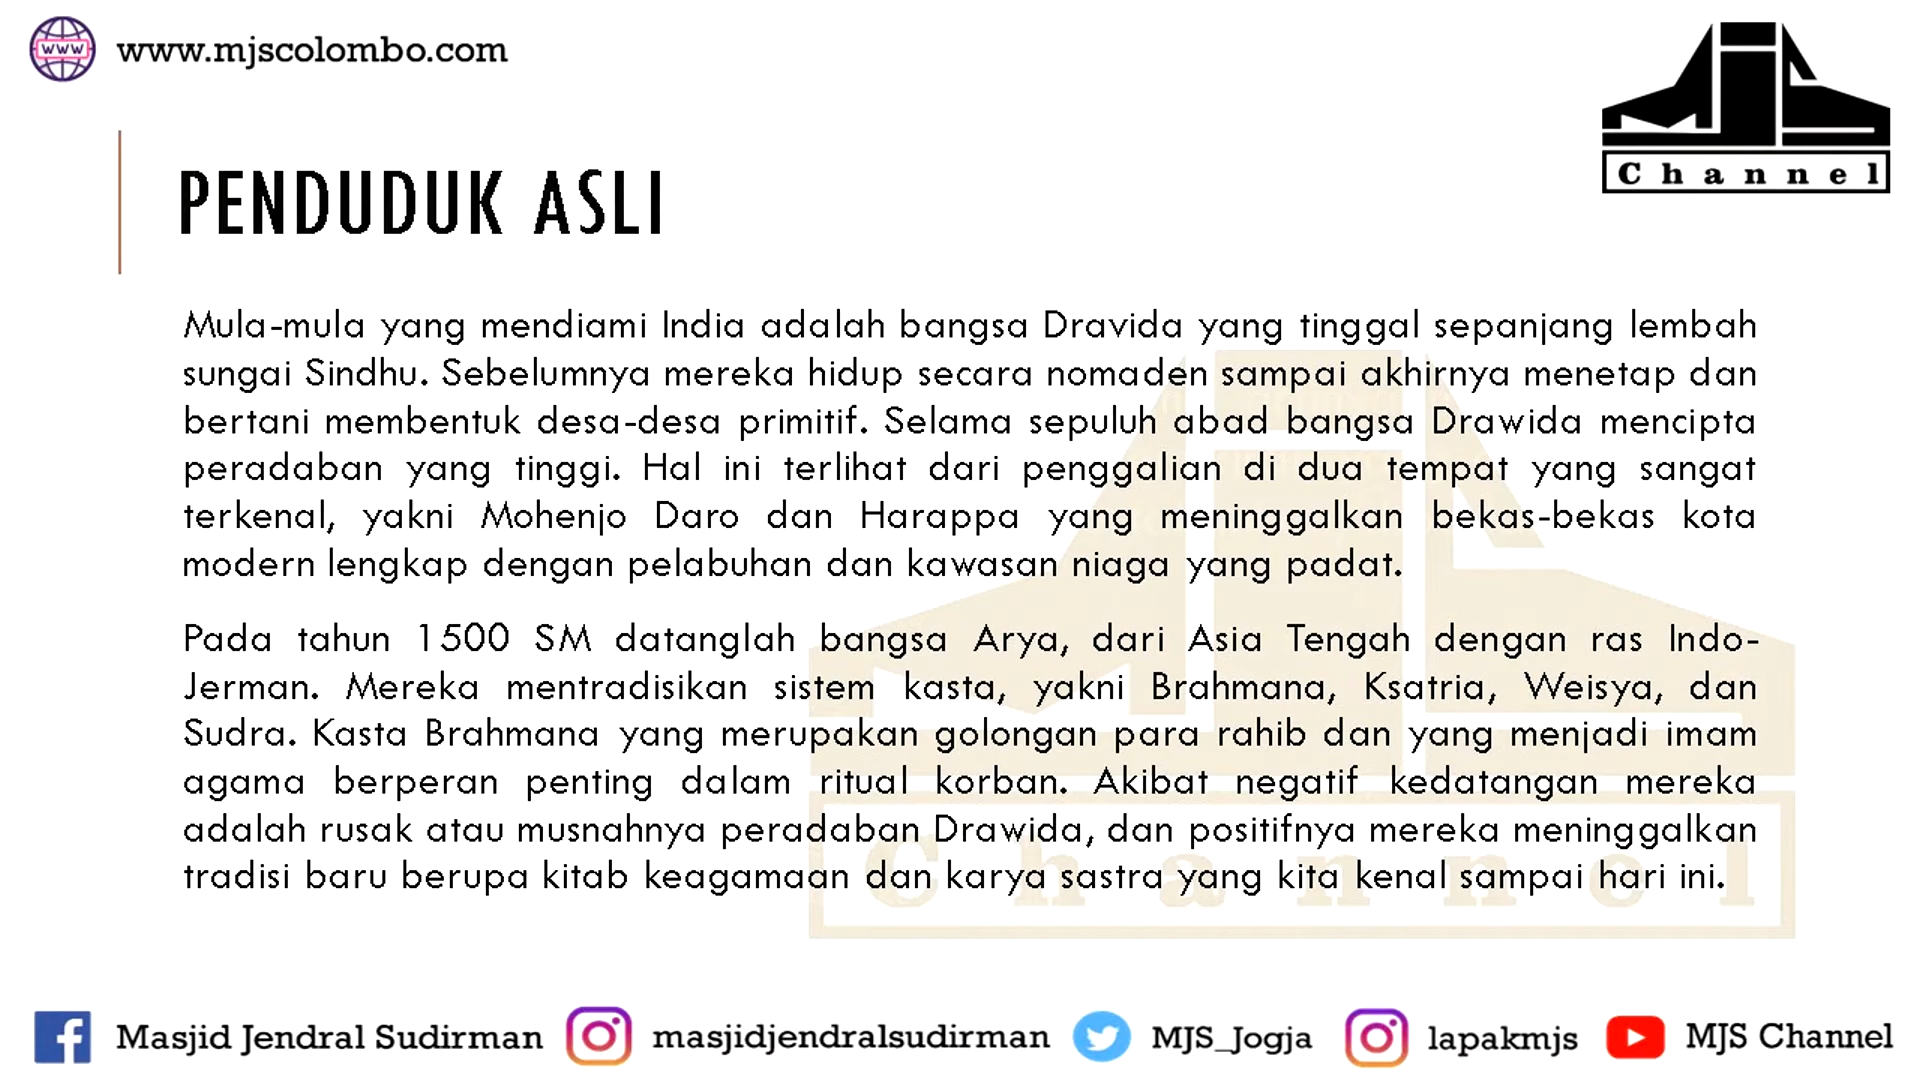 www.mjscolombo.com
MJS
Channel
PENDUDUK ASLI
Mula-mula yang mendiami India adalah bangsa Dravida yang tinggal sepanjang lembah
sungai Sindhu. Sebelumnya mereka hidup secara nomaden sampai akhirnya menetap dan
bertani membentuk desa-desa primitif. Selama sepuluh abad bangsa Drawida mencipta
peradaban yang tinggi. Hal ini terlihat dari penggalian di dua tempat yang sangat
terkenal, yakni Mohenjo Daro dan Harappa yang meninggalkan bekas-bekas kota
modern lengkap dengan pelabuhan dan kawasan niaga yang padat.
Pada tahun 1500 SM datanglah bangsa Arya, dari Asia Tengah dengan ras Indo-
Jerman. Mereka mentradisikan sistem kasta, yakni Brahmana, Ksatria, Weisya, dan
Sudra. Kasta Brahmana yang merupakan golongan para rahib dan yang menjadi imam
agama berperan penting dalam ritual korban. Akibat negatif kedatangan mereka
adalah rusak atau musnahnya peradaban Drawida, dan positifnya mereka meninggalkan
tradisi baru berupa kitab keagamaan dan karya sastra yang kita kenal sampai hari ini.
Channel
Masjid Jendral Sudirman masjidjendralsudirman MJS_Jogja lapakmjs MJS Channel